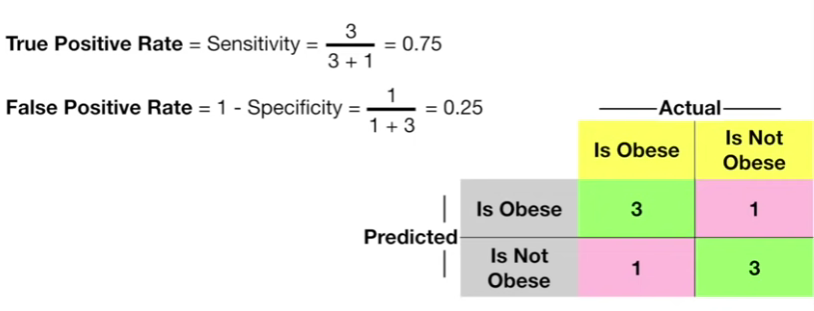 True Positive Rate = Sensitivity = 3 / 3 + 1 = 0.75
False Positive Rate = 1 - Specificity = 1 / 1 + 3 = 0.25
Actual
Is Obese
Is Not
Obese
Predicted
Is Obese
3
1
Is Not
Obese
1
3